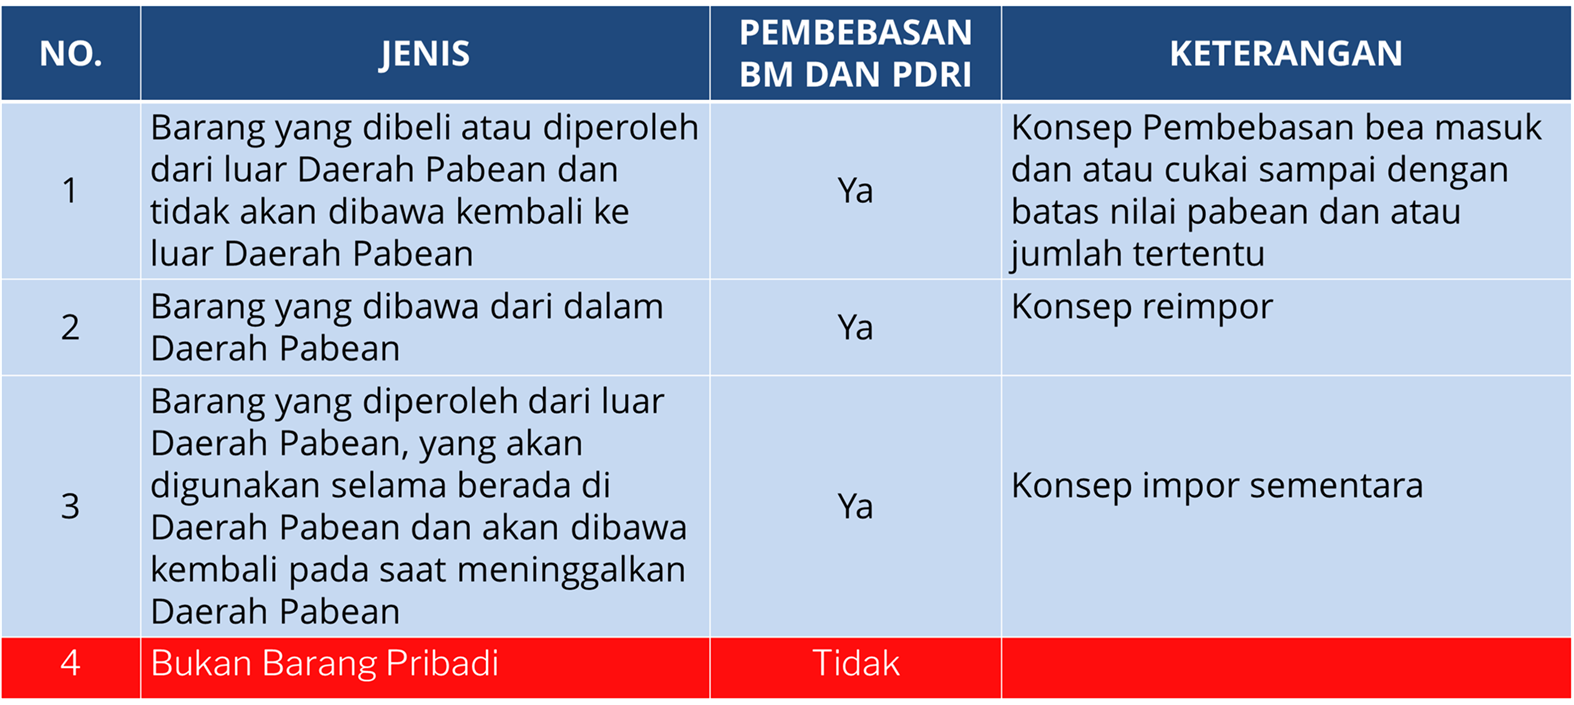 NO.
JENIS
PEMBEBASAN
BM DAN PDRI
KETERANGAN
1
Barang yang dibeli atau diperoleh
dari luar Daerah Pabean dan
tidak akan dibawa kembali ke
luar Daerah Pabean
Ya
Konsep Pembebasan bea masuk
dan atau cukai sampai dengan
batas nilai pabean dan atau
jumlah tertentu
2
Barang yang dibawa dari dalam
Daerah Pabean
Ya
Konsep reimpor
3
Barang yang diperoleh dari luar
Daerah Pabean, yang akan
digunakan selama berada di
Daerah Pabean dan akan dibawa
kembali pada saat meninggalkan
Daerah Pabean
Ya
Konsep impor sementara
4
Bukan Barang Pribadi
Tidak